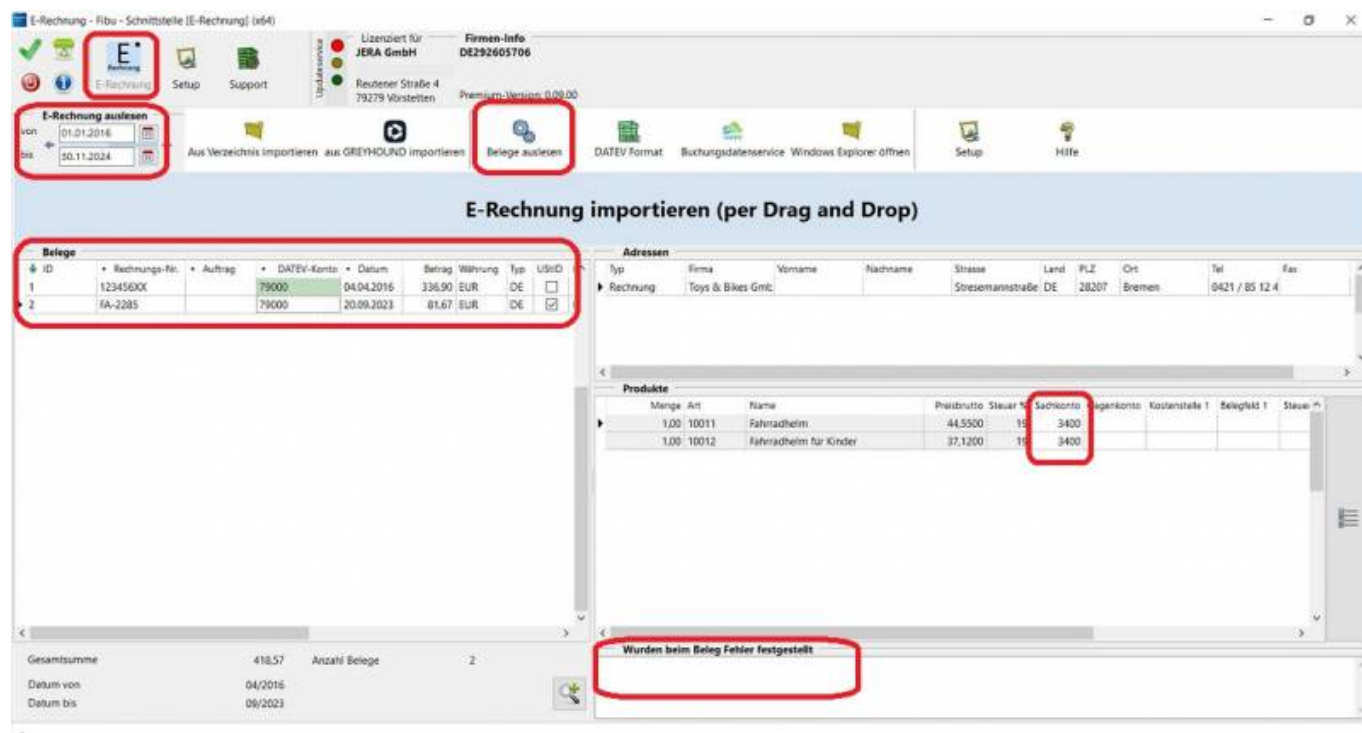 E-Rechnung - Fibu - Schnittstelle [E-Rechnung] (x64)
E
Rechnung
E-Rechnung
Setup
Support
Updateservice
Lizenziert für
JERA GmbH
Reutener Straße 4
79279 Vörstetten
Firmen-Info
DE292605706
Premium-Version: 0.09.00
E-Rechnung auslesen
von 01.01.2016
bis 30.11.2024
Aus Verzeichnis importieren
aus GREYHOUND importieren
Belege auslesen
DATEV Format
Buchungsdatenservice
Windows Explorer öffnen
Setup
Hilfe
E-Rechnung importieren (per Drag and Drop)
Belege
ID Rechnungs-Nr. Auftrag DATEV-Konto Datum Betrag Währung Typ UStID
1 123456XX 79000 04.04.2016 336,90 EUR DE
2 FA-2285 79000 20.09.2023 81,67 EUR DE
Gesamtsumme 418,57 Anzahl Belege 2
Datum von 04/2016
Datum bis 09/2023
Adressen
Typ Firma Vorname Nachname Strasse Land PLZ Ort Tel Fax
Rechnung Toys & Bikes Gmb Stresemannstraße DE 28207 Bremen 0421 / 85 12 4
Produkte
Menge Art Name Preisbrutto Steuer % Sachkonto Gegenkonto Kostenstelle 1 Belegfeld 1 Steue
1,00 10011 Fahrradhelm 44,5500 19 3400
1,00 10012 Fahrradhelm für Kinder 37,1200 19 3400
Wurden beim Beleg Fehler festgestellt